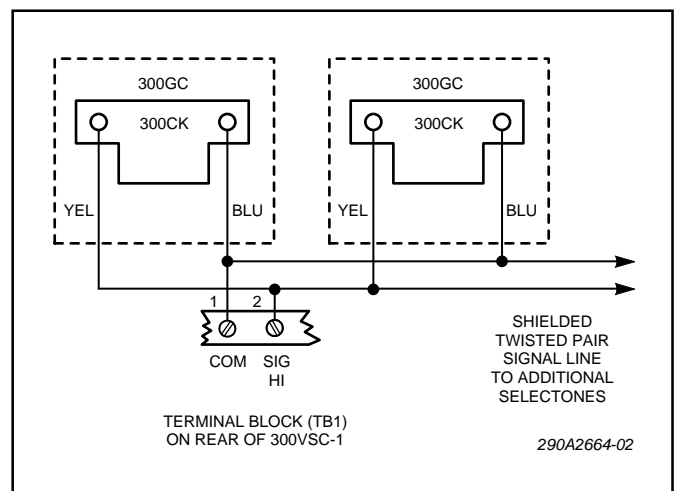 300GC
300CK
YEL
BLU
300GC
300CK
YEL
BLU
1 2
COM SIG
HI
TERMINAL BLOCK (TB1)
ON REAR OF 300VSC-1
SHIELDED
TWISTED PAIR
SIGNAL LINE
TO ADDITIONAL
SELECTONES
290A2664-02